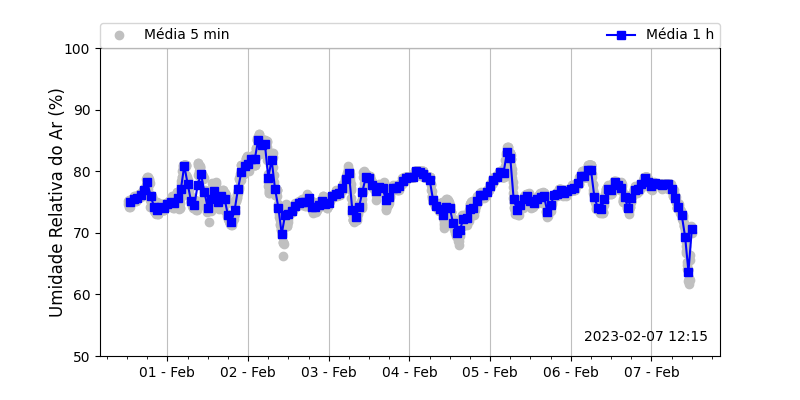 Média 5 min
Média 1 h
Umidade Relativa do Ar (%)
100
90
80
70
60
50
2023-02-07 12:15
01 - Feb
02 - Feb
03 - Feb
04 - Feb
05 - Feb
06 - Feb
07 - Feb